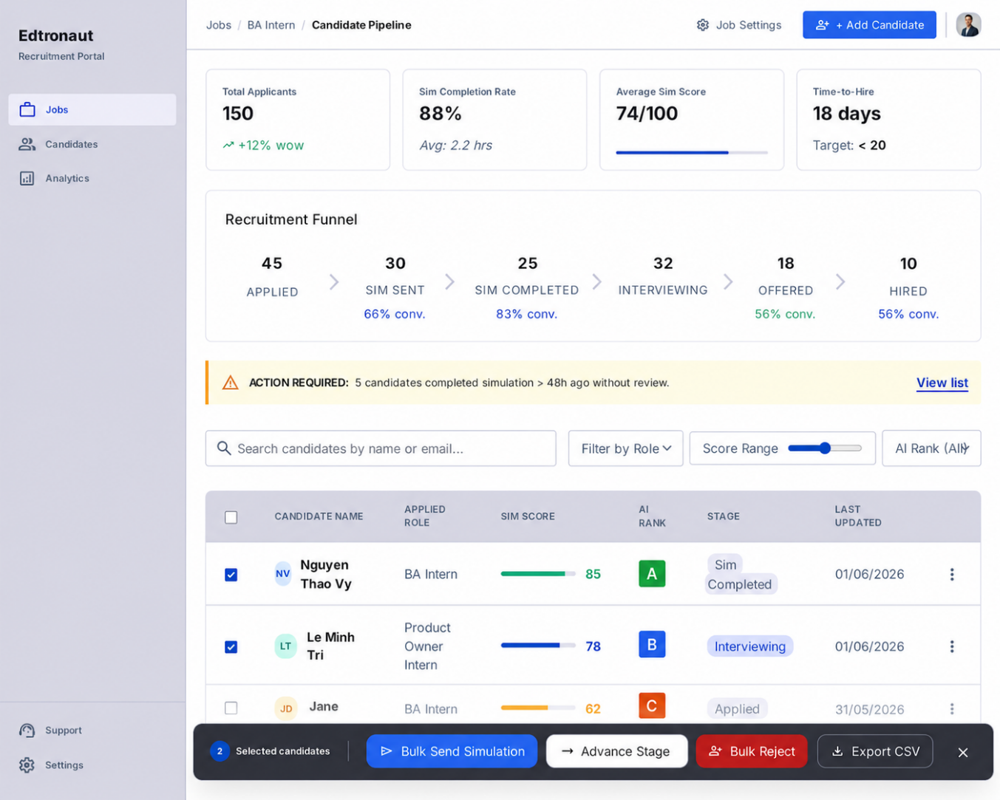 Edtronaut
Recruitment Portal
Jobs
Candidates
Analytics
Support
Settings
Jobs / BA Intern / Candidate Pipeline
Job Settings
+ Add Candidate
Total Applicants
150
+12% wow
Sim Completion Rate
88%
Avg: 2.2 hrs
Average Sim Score
74/100
Time-to-Hire
18 days
Target: < 20
Recruitment Funnel
45
APPLIED
30
SIM SENT
66% conv.
25
SIM COMPLETED
83% conv.
32
INTERVIEWING
18
OFFERED
56% conv.
10
HIRED
56% conv.
ACTION REQUIRED: 5 candidates completed simulation > 48h ago without review.
View list
Search candidates by name or email...
Filter by Role
Score Range
AI Rank (All)
CANDIDATE NAME
APPLIED
ROLE
SIM SCORE
AI
RANK
STAGE
LAST
UPDATED
NV
Nguyen
Thao Vy
BA Intern
85
A
Sim
Completed
01/06/2026
LT
Le Minh
Tri
Product
Owner
Intern
78
B
Interviewing
01/06/2026
JD
Jane
BA Intern
62
C
Applied
31/05/2026
2
Selected candidates
Bulk Send Simulation
Advance Stage
Bulk Reject
Export CSV